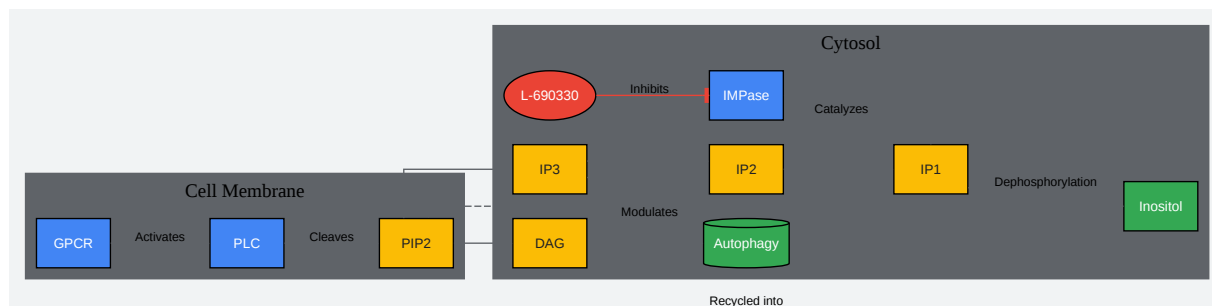 Cytosol
L-690330
Inhibits
IMPase
Catalyzes
IP3
IP2
IP1
Dephosphorylation
Inositol
Cell Membrane
GPCR
Activates
PLC
Cleaves
PIP2
DAG
Modulates
Autophagy
Recycled into